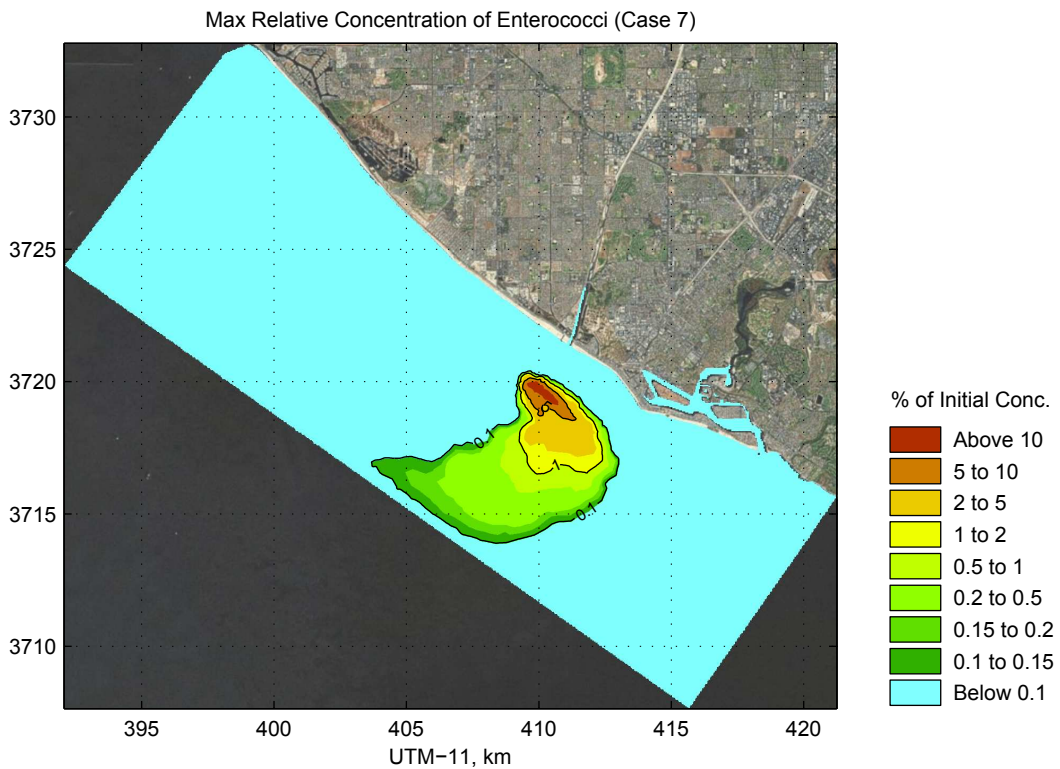 Max Relative Concentration of Enterococci (Case 7)
3730
3725
3720
3715
3710
0.1
5
1
0.1
395
400
405
410
415
420
UTM−11, km
% of Initial Conc.
Above 10
5 to 10
2 to 5
1 to 2
0.5 to 1
0.2 to 0.5
0.15 to 0.2
0.1 to 0.15
Below 0.1